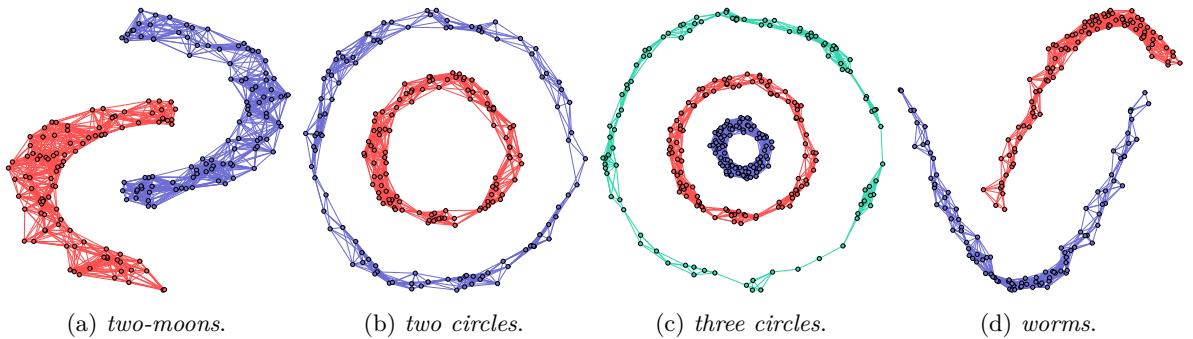 (a) two-moons. (b) two circles. (c) three circles. (d) worms.